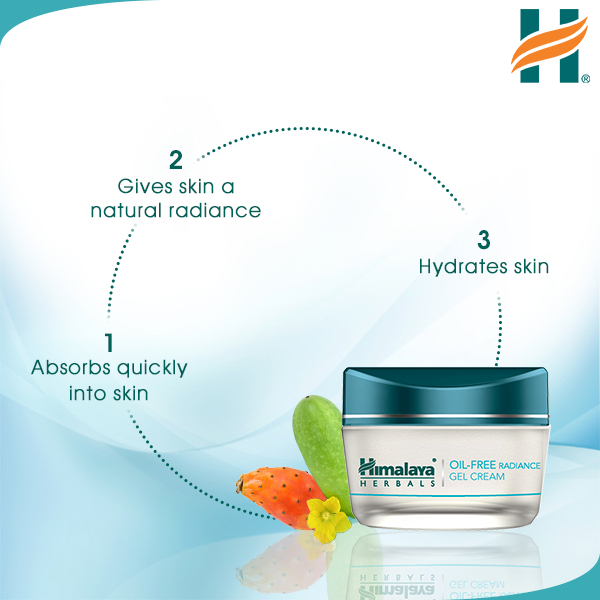 H®
2
Gives skin a
natural radiance
3
Hydrates skin
1
Absorbs quickly
into skin
Himalaya
HERBALS
OIL-FREE RADIANCE
GEL CREAM